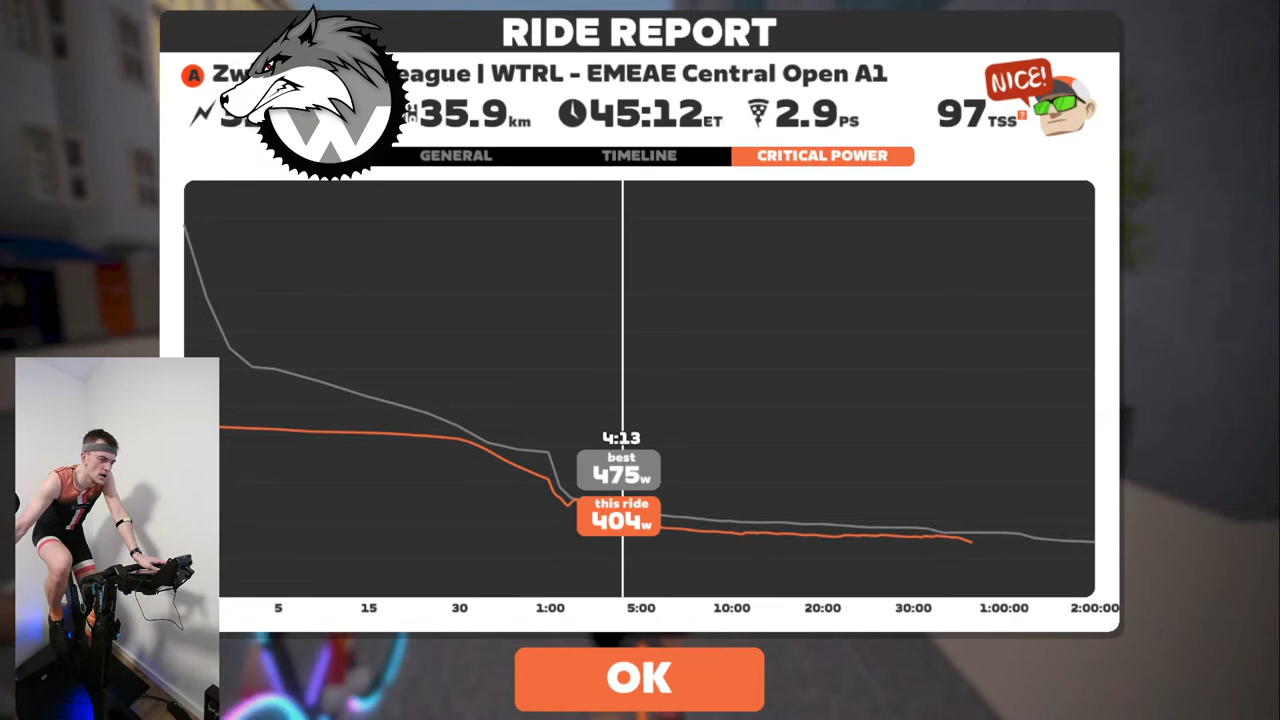 RIDE REPORT
A
eague | WTRL - EMEAE Central Open A1
35.9km
45:12ET
2.9PS
97TSS?
NICE!
GENERAL
TIMELINE
CRITICAL POWER
4:13
best
475w
this ride
404w
5 15 30 1:00 5:00 10:00 20:00 30:00 1:00:00 2:00:00
OK